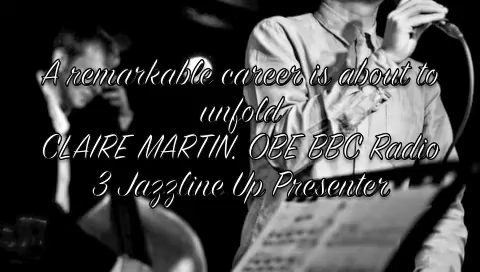 A remarkable career is about to
unfold
CLAIRE MARTIN. OBE BBC Radio
3 Jazzline Up Presenter